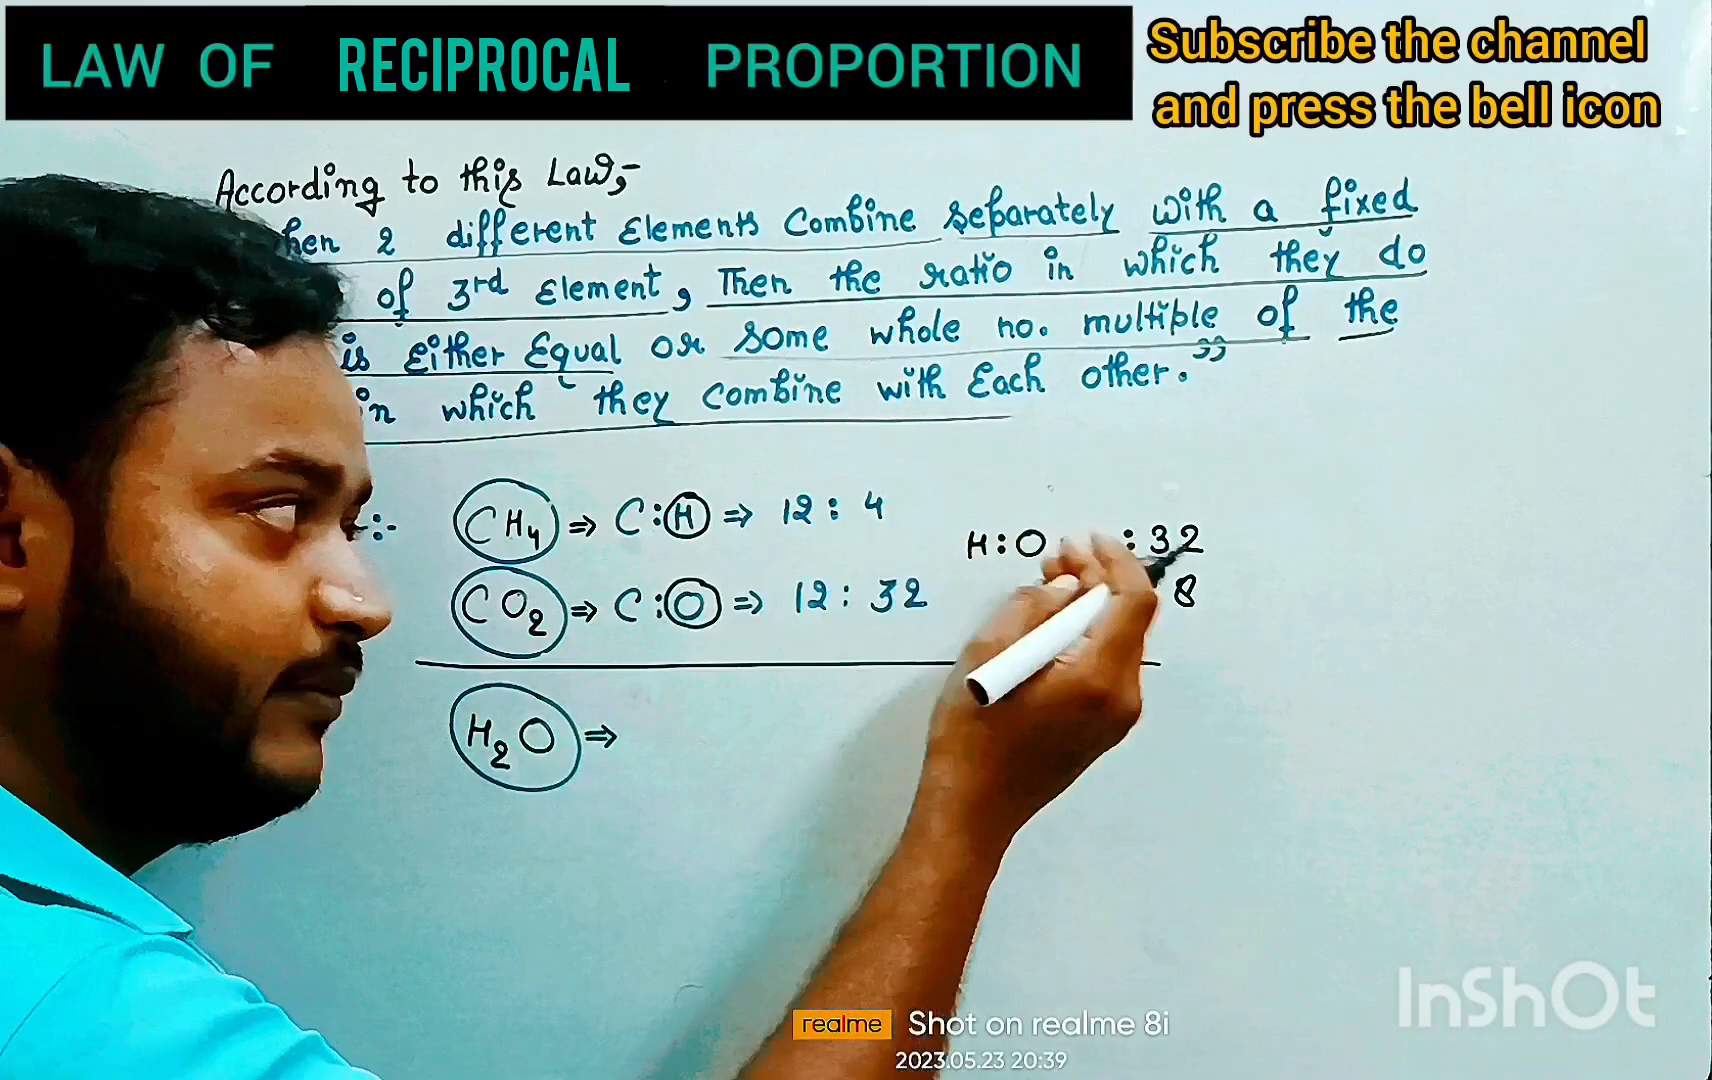 LAW OF RECIPROCAL PROPORTION
Subscribe the channel
and press the bell icon
According to this Law,-
hen 2 different Elements Combine separately with a fixed
of 3rd Element, Then the ratio in which they do
is Either Equal or some whole no. multiple of the
in which they combine with Each other.”
:-
CH4 ⇒ C:H ⇒ 12 : 4
H:O : 32
CO2 ⇒ C:O ⇒ 12 : 32
8
H2O ⇒
InShOt
realme Shot on realme 8i
2023.05.23 20:39